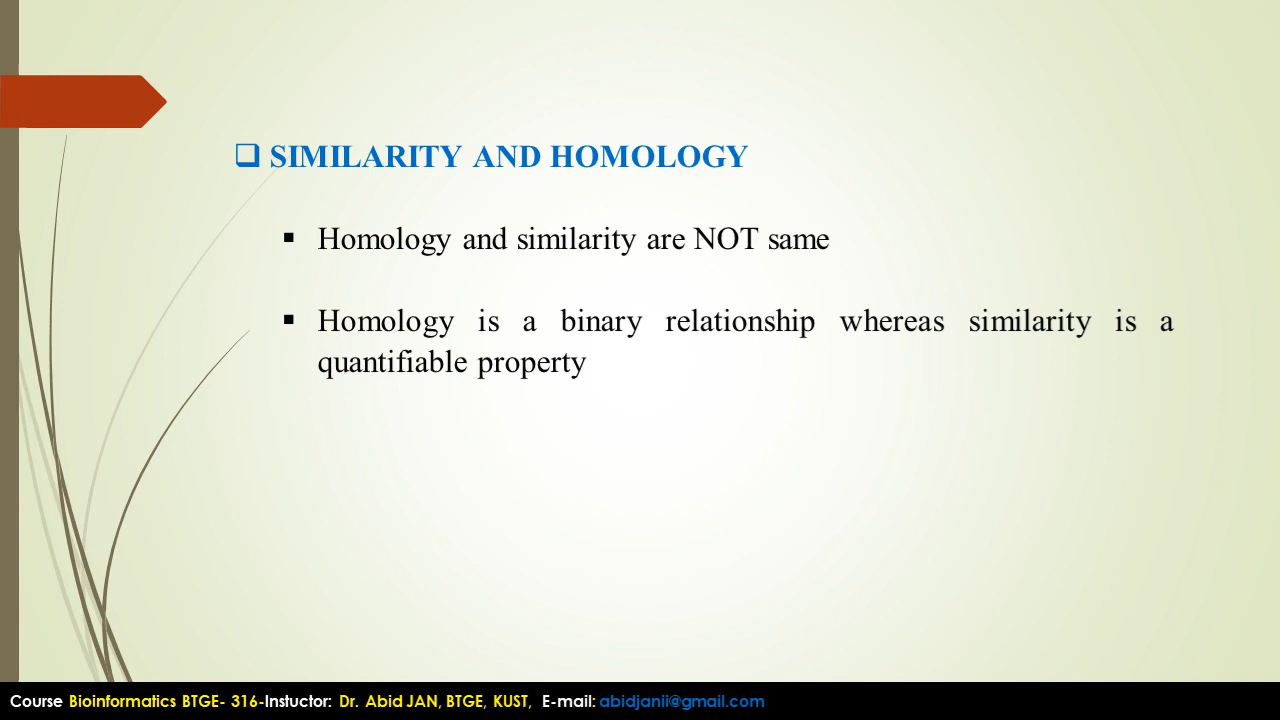 ❑ SIMILARITY AND HOMOLOGY
▪ Homology and similarity are NOT same
▪ Homology is a binary relationship whereas similarity is a
quantifiable property
Course Bioinformatics BTGE- 316-Instuctor: Dr. Abid JAN, BTGE, KUST, E-mail: abidjanii@gmail.com